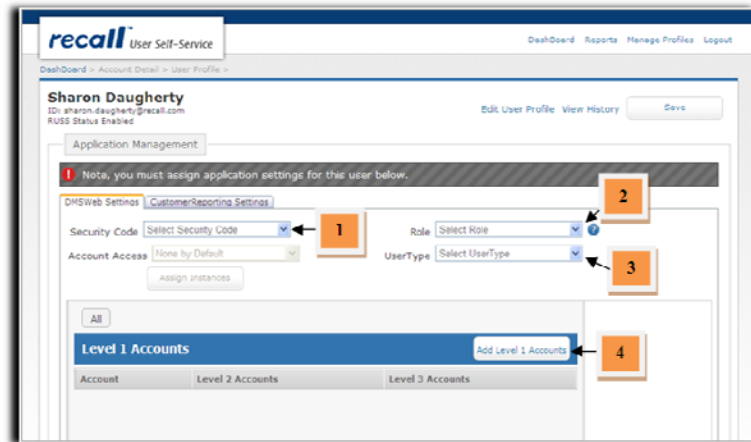 recall User Self-Service
DashBoard Reports Manage Profiles Logout
DashBoard > Account Detail > User Profile >
Sharon Daugherty
ID: sharon.daugherty@recall.com
RUSS Status Enabled
Edit User Profile View History Save
Application Management
! Note, you must assign application settings for this user below.
DMSWeb Settings CustomerReporting Settings
2
Security Code Select Security Code 1 Role Select Role ?
Account Access None by Default UserType Select UserType 3
Assign Instances
All
Level 1 Accounts Add Level 1 Accounts 4
Account Level 2 Accounts Level 3 Accounts